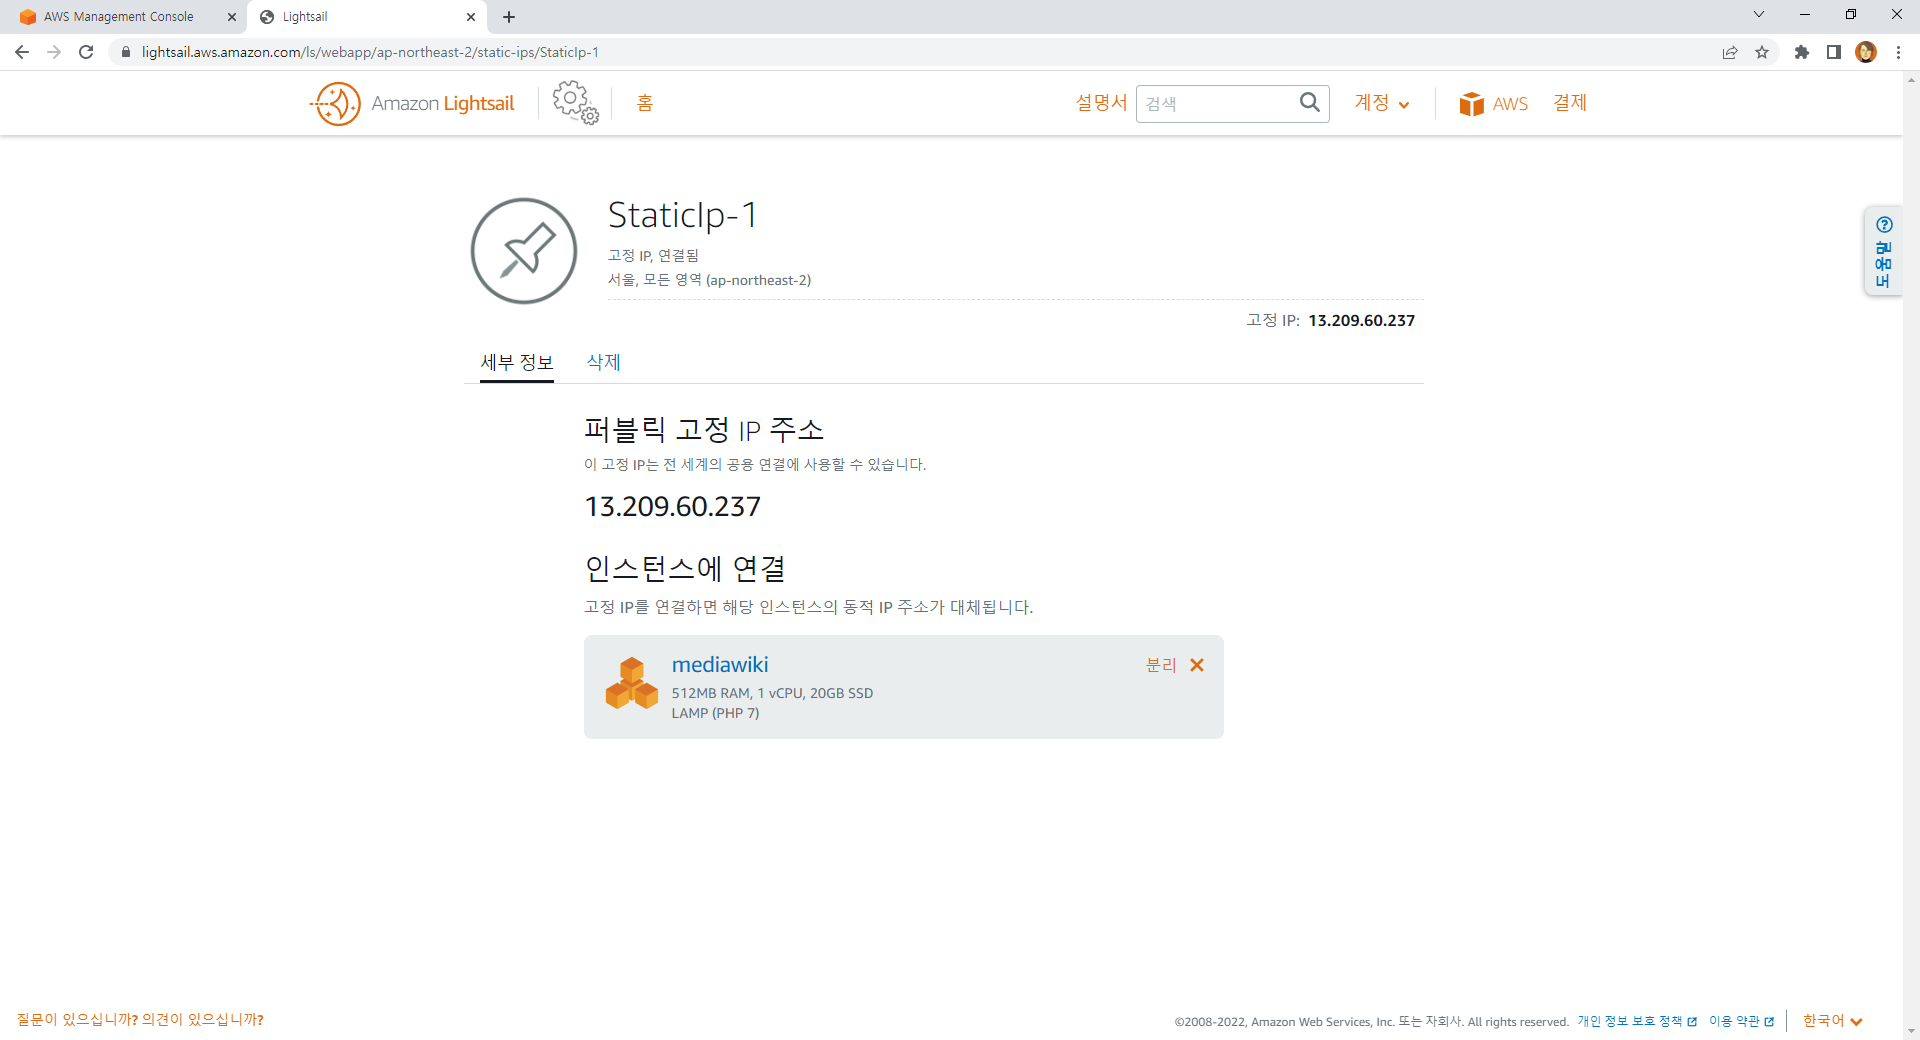 AWS Management Console
Lightsail
lightsail.aws.amazon.com/ls/webapp/ap-northeast-2/static-ips/StaticIp-1
Amazon Lightsail
홈
설명서
검색
계정
AWS
결제
StaticIp-1
고정 IP, 연결됨
서울, 모든 영역 (ap-northeast-2)
고정 IP: 13.209.60.237
도움말
세부 정보
삭제
퍼블릭 고정 IP 주소
이 고정 IP는 전 세계의 공용 연결에 사용할 수 있습니다.
13.209.60.237
인스턴스에 연결
고정 IP를 연결하면 해당 인스턴스의 동적 IP 주소가 대체됩니다.
mediawiki
분리
512MB RAM, 1 vCPU, 20GB SSD
LAMP (PHP 7)
질문이 있으십니까? 의견이 있으십니까?
©2008-2022, Amazon Web Services, Inc. 또는 자회사. All rights reserved.
개인 정보 보호 정책
이용 약관
한국어